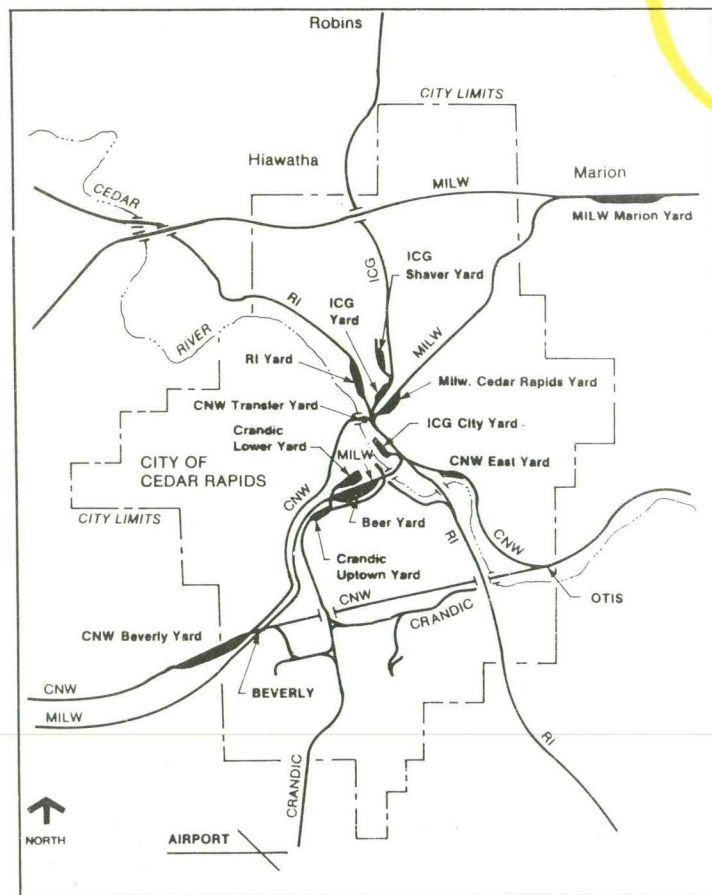 Robins
CITY LIMITS
Hiawatha
Marion
CEDAR
MILW
MILW Marion Yard
ICG
ICG
Shaver Yard
RI
ICG
Yard
MILW
RIVER
RI Yard
Milw. Cedar Rapids Yard
CNW Transfer Yard
ICG City Yard
Crandic
Lower Yard
MILW
CNW East Yard
CITY OF
CEDAR RAPIDS
CNW
CITY LIMITS
Beer Yard
RI
CNW
Crandic
Uptown Yard
CNW
OTIS
CRANDIC
CNW Beverly Yard
BEVERLY
CNW
MILW
RI
CRANDIC
NORTH
AIRPORT